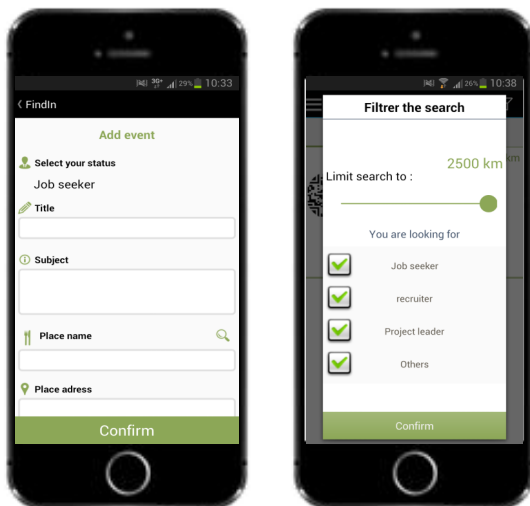 3G 29% 10:33
FindIn
Add event
Select your status
Job seeker
Title
Subject
Place name
Place adress
Confirm
26% 10:38
Filtrer the search
km
2500 km
Limit search to :
You are looking for
Job seeker
recruiter
Project leader
Others
Confirm